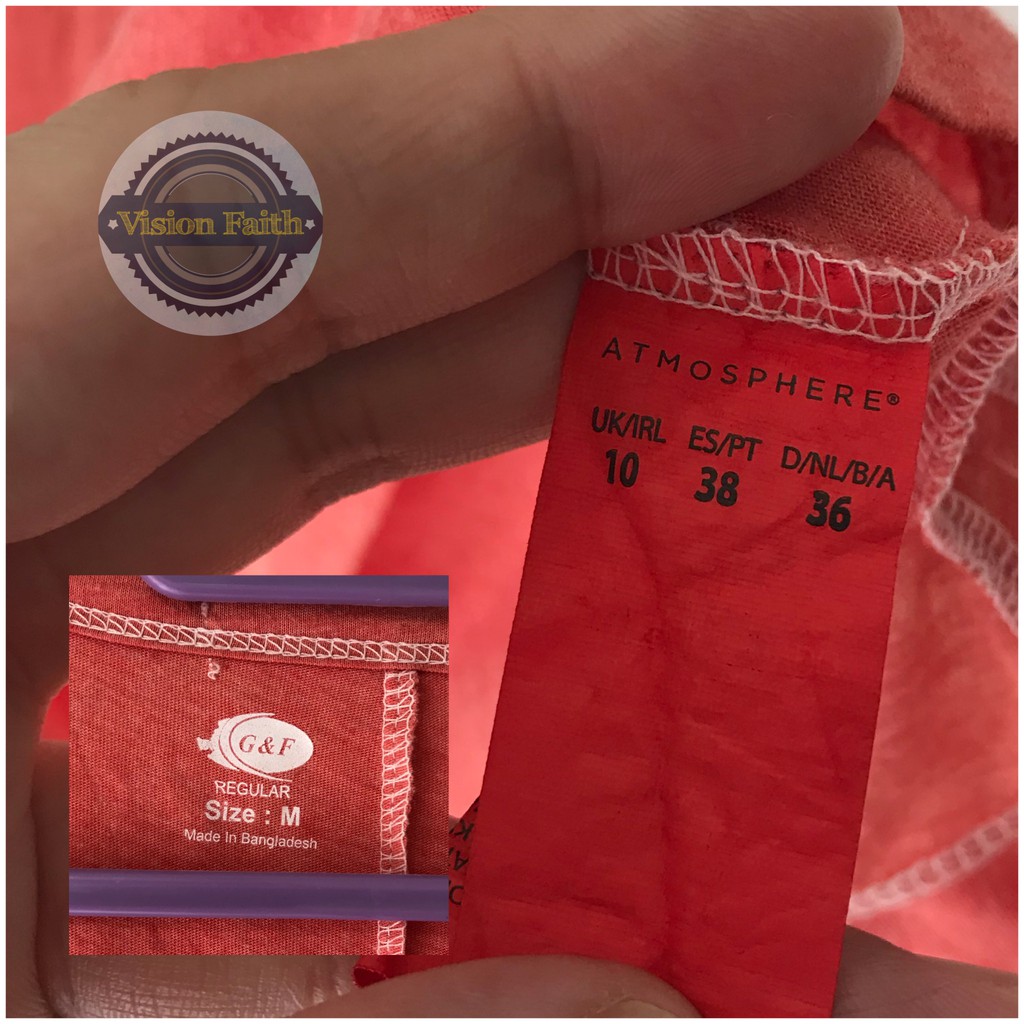 Vision Faith
ATMOSPHERE®
UK/IRL ES/PT D/NL/B/A
10 38 36
G & F
REGULAR
Size : M
Made In Bangladesh